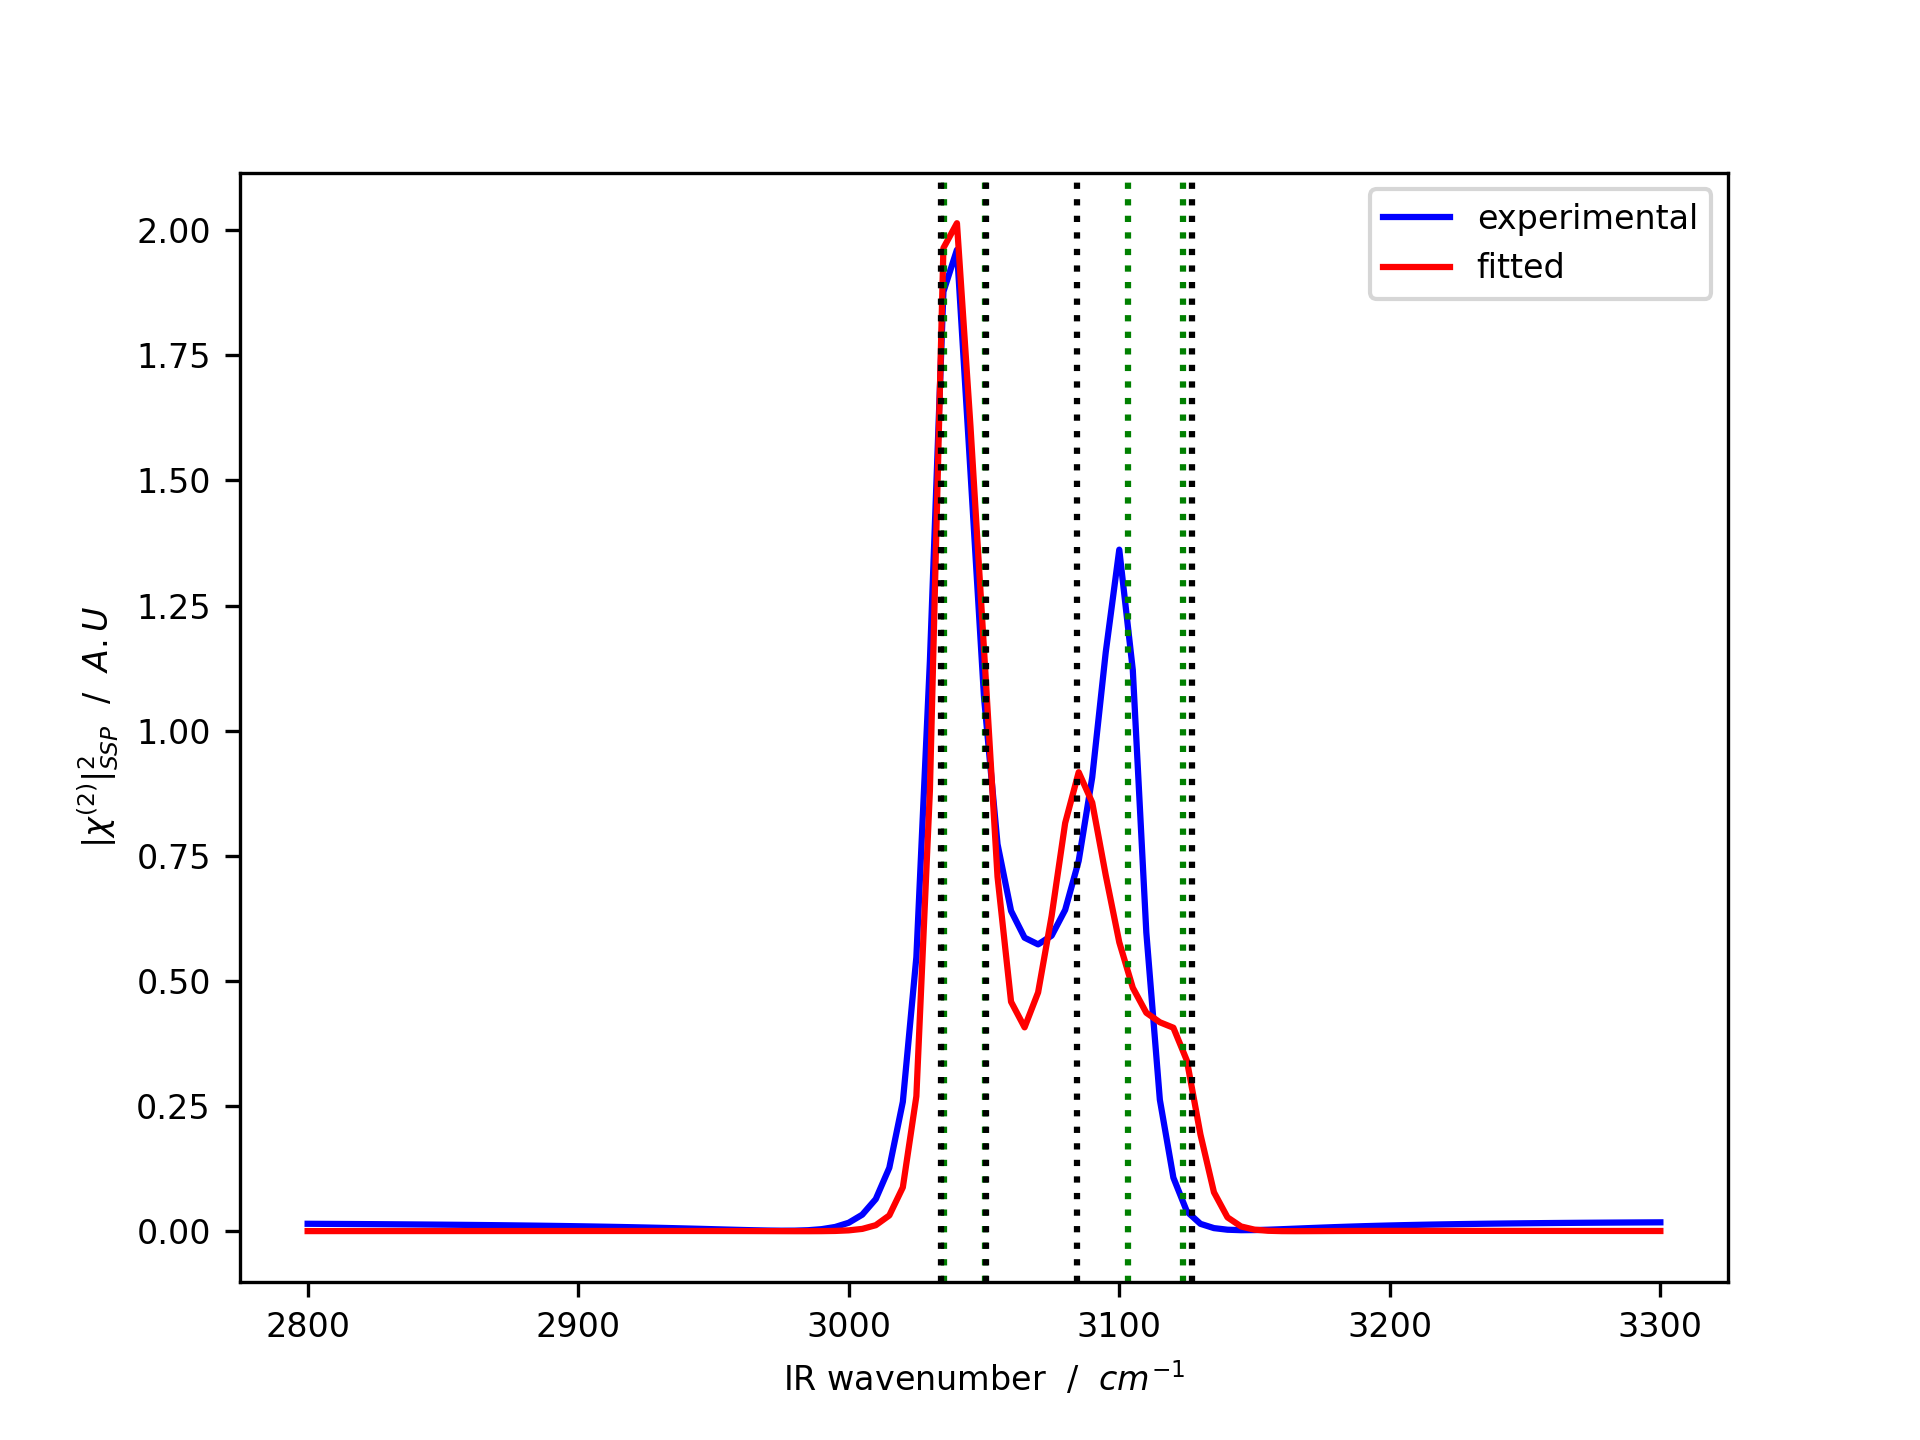 experimental
fitted
2.00
1.75
1.50
1.25
1.00
0.75
0.50
0.25
0.00
|χ⁽²⁾|²_SSP / A.U
2800 2900 3000 3100 3200 3300
IR wavenumber / cm⁻¹